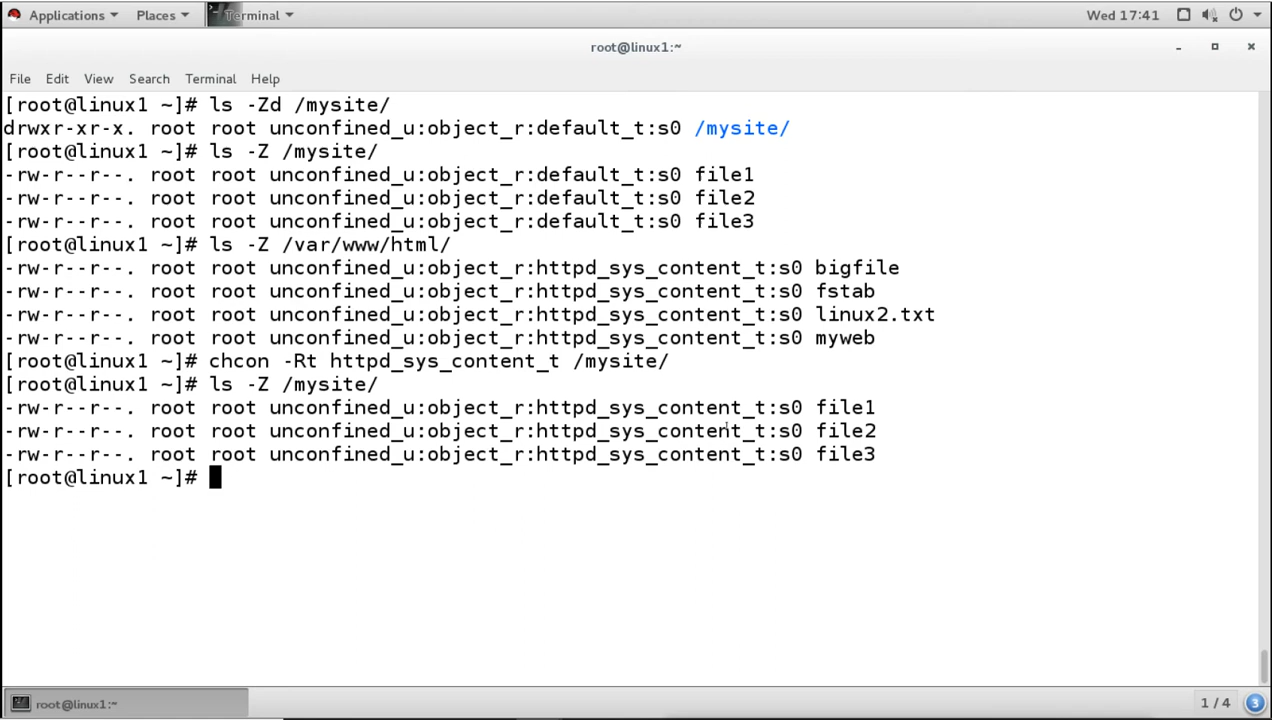 Applications Places Terminal Wed 17:41
root@linux1:~
File Edit View Search Terminal Help
[root@linux1 ~]# ls -Zd /mysite/
drwxr-xr-x. root root unconfined_u:object_r:default_t:s0 /mysite/
[root@linux1 ~]# ls -Z /mysite/
-rw-r--r--. root root unconfined_u:object_r:default_t:s0 file1
-rw-r--r--. root root unconfined_u:object_r:default_t:s0 file2
-rw-r--r--. root root unconfined_u:object_r:default_t:s0 file3
[root@linux1 ~]# ls -Z /var/www/html/
-rw-r--r--. root root unconfined_u:object_r:httpd_sys_content_t:s0 bigfile
-rw-r--r--. root root unconfined_u:object_r:httpd_sys_content_t:s0 fstab
-rw-r--r--. root root unconfined_u:object_r:httpd_sys_content_t:s0 linux2.txt
-rw-r--r--. root root unconfined_u:object_r:httpd_sys_content_t:s0 myweb
[root@linux1 ~]# chcon -Rt httpd_sys_content_t /mysite/
[root@linux1 ~]# ls -Z /mysite/
-rw-r--r--. root root unconfined_u:object_r:httpd_sys_content_t:s0 file1
-rw-r--r--. root root unconfined_u:object_r:httpd_sys_content_t:s0 file2
-rw-r--r--. root root unconfined_u:object_r:httpd_sys_content_t:s0 file3
[root@linux1 ~]#
root@linux1:~ 1 / 4 3